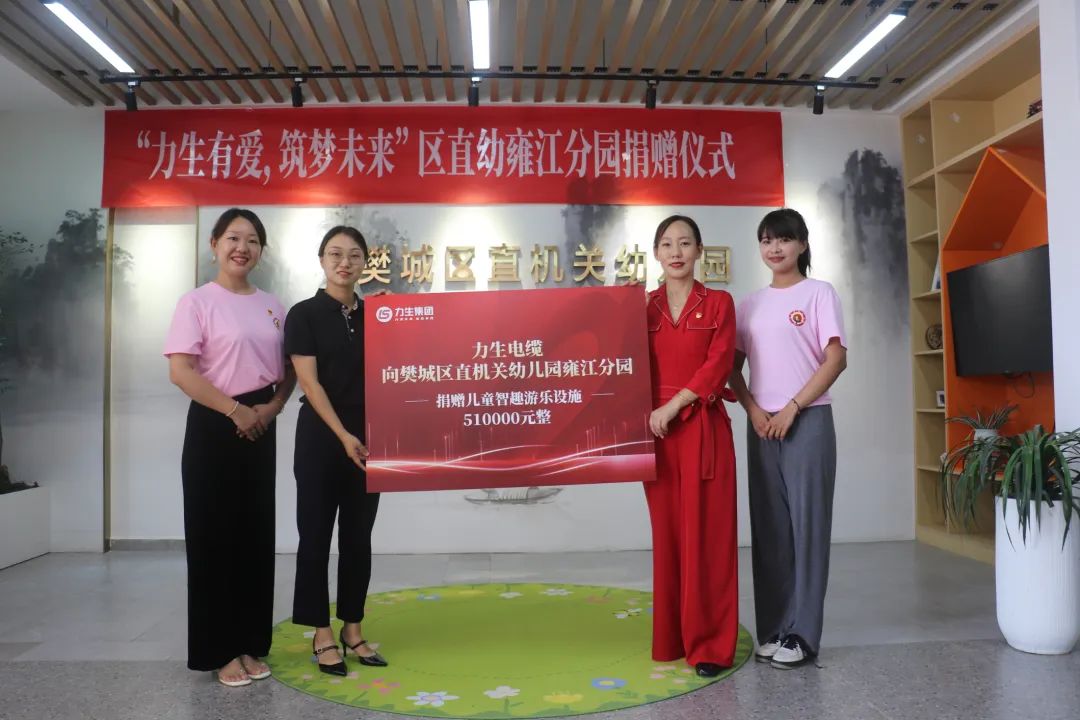 “力生有爱，筑梦未来”区直幼雍江分园捐赠仪式
樊城区直机关幼儿园
力生集团
力生电缆
向樊城区直机关幼儿园雍江分园
捐赠儿童智趣游乐设施
510000元整